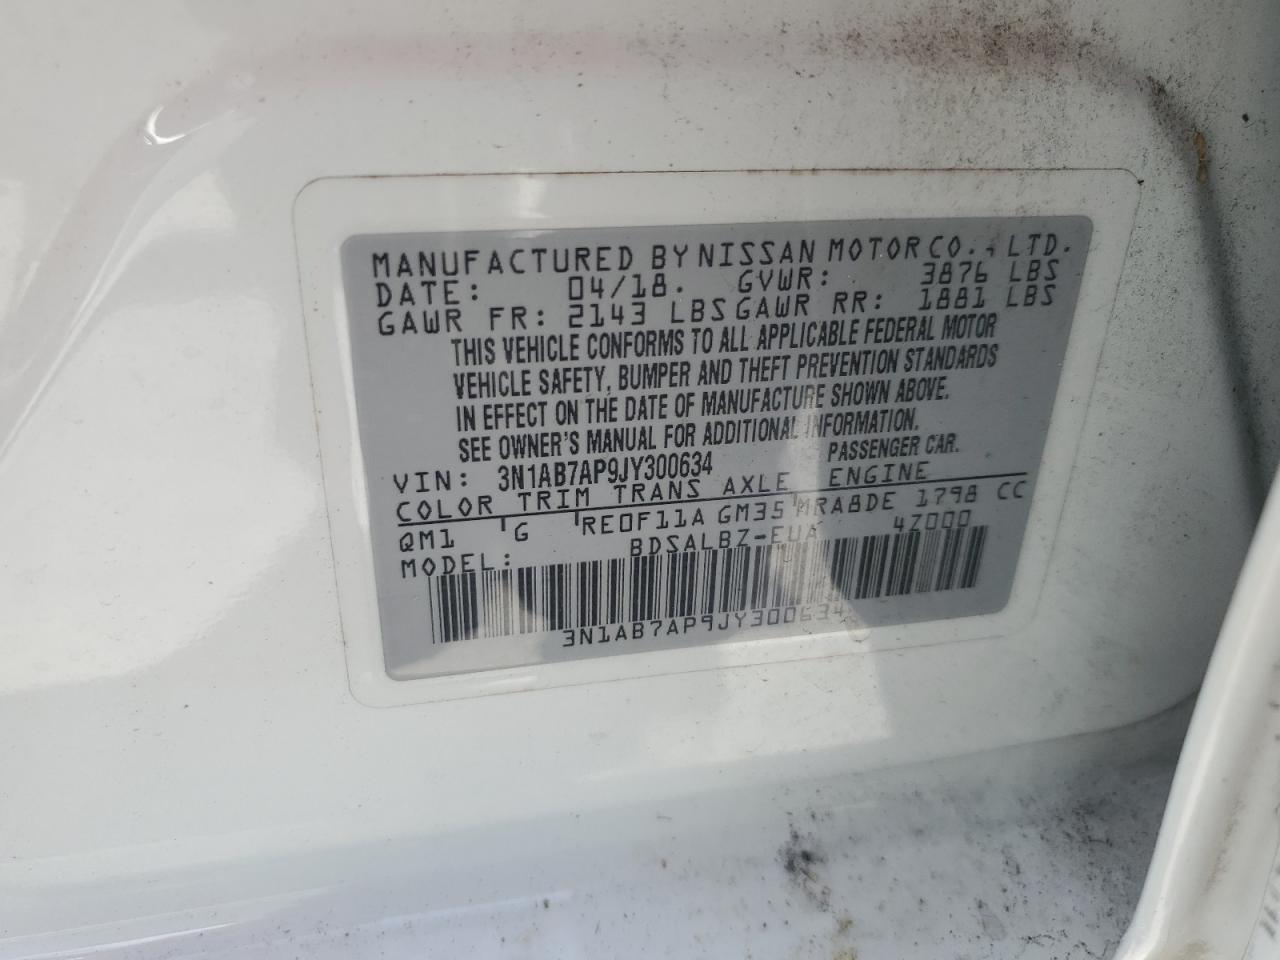 MANUFACTURED BY NISSAN MOTOR CO., LTD.
DATE: 04/18. GVWR: 3876 LBS
GAWR FR: 2143 LBS GAWR RR: 1881 LBS
THIS VEHICLE CONFORMS TO ALL APPLICABLE FEDERAL MOTOR
VEHICLE SAFETY, BUMPER AND THEFT PREVENTION STANDARDS
IN EFFECT ON THE DATE OF MANUFACTURE SHOWN ABOVE.
SEE OWNER'S MANUAL FOR ADDITIONAL INFORMATION.
VIN: 3N1AB7AP9JY300634 PASSENGER CAR.
COLOR TRIM TRANS AXLE ENGINE
QM1 G RE0F11A GM35 MRA8DE 1798 CC
MODEL: BDSALBZ-EUA 4Z000
3N1AB7AP9JY300634